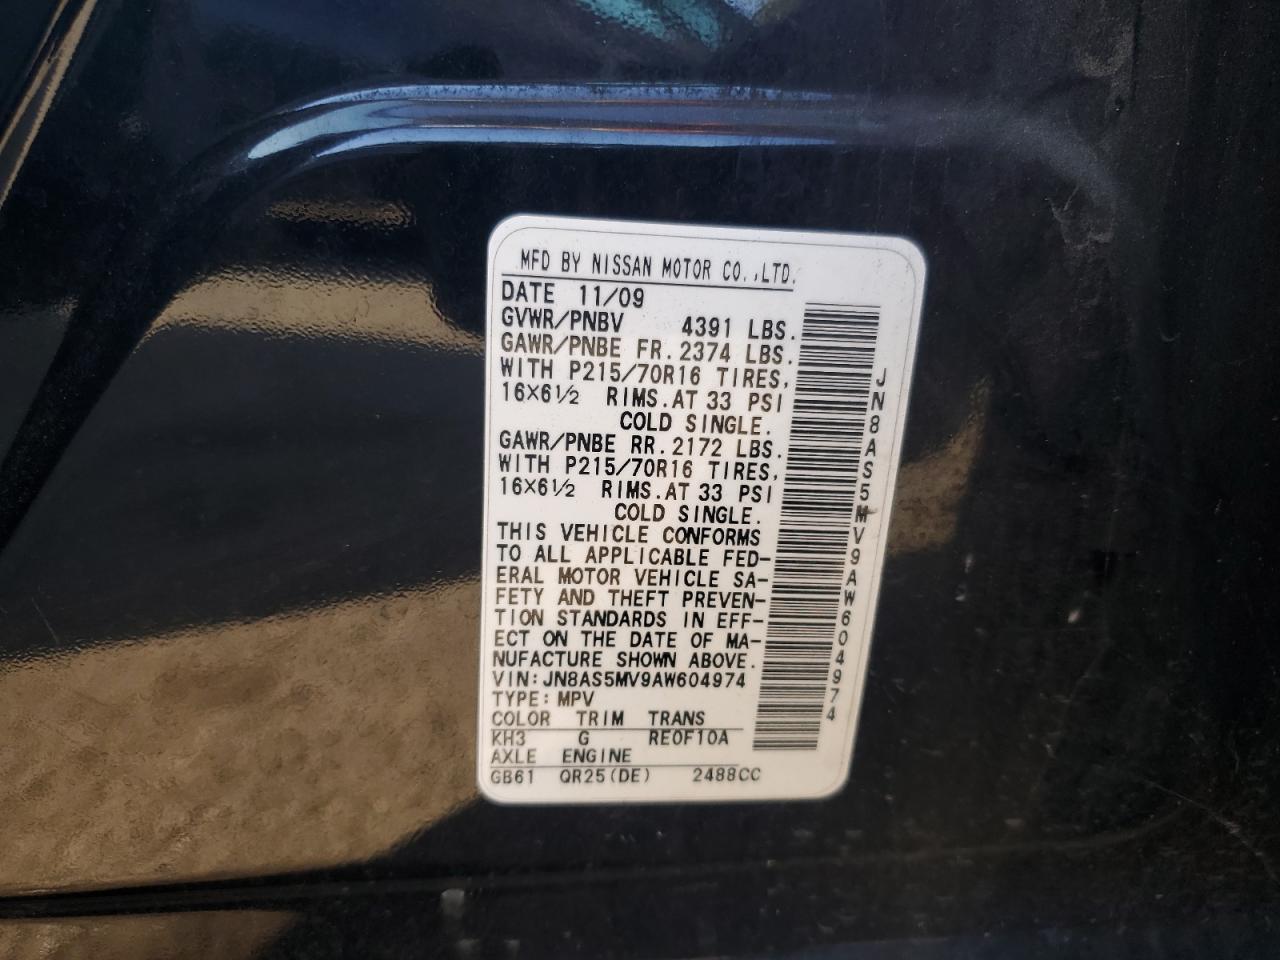 MFD BY NISSAN MOTOR CO.,LTD.
DATE 11/09
GVWR/PNBV 4391 LBS.
GAWR/PNBE FR. 2374 LBS.
WITH P215/70R16 TIRES,
16X6½ RIMS.AT 33 PSI
COLD SINGLE.
GAWR/PNBE RR. 2172 LBS.
WITH P215/70R16 TIRES,
16X6½ RIMS.AT 33 PSI
COLD SINGLE.
THIS VEHICLE CONFORMS
TO ALL APPLICABLE FED-
ERAL MOTOR VEHICLE SA-
FETY AND THEFT PREVEN-
TION STANDARDS IN EFF-
ECT ON THE DATE OF MA-
NUFACTURE SHOWN ABOVE.
VIN:JN8AS5MV9AW604974
TYPE:MPV
COLOR TRIM TRANS
KH3 G RE0F10A
AXLE ENGINE
GB61 QR25(DE) 2488CC
JN8AS5MV9AW604974